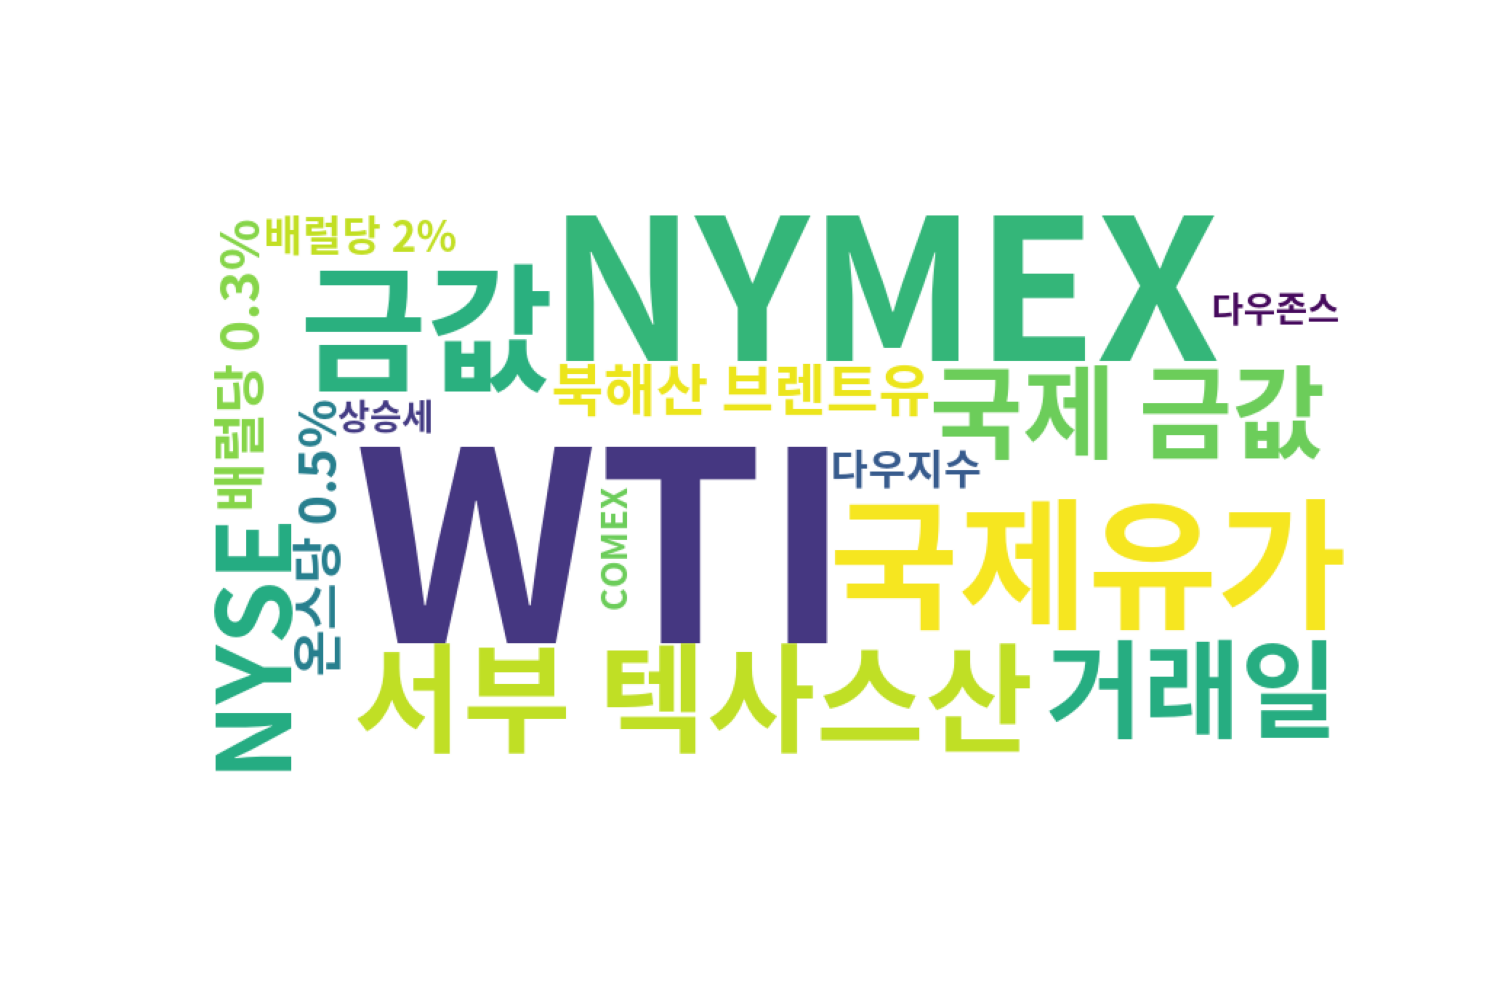 배럴당 2%
NYMEX
배럴당 0.3%
금값
다우존스
북해산 브렌트유
국제 금값
상승세
온스당 0.5%
WTI
다우지수
COMEX
국제유가
NYSE
서부 텍사스산
거래일